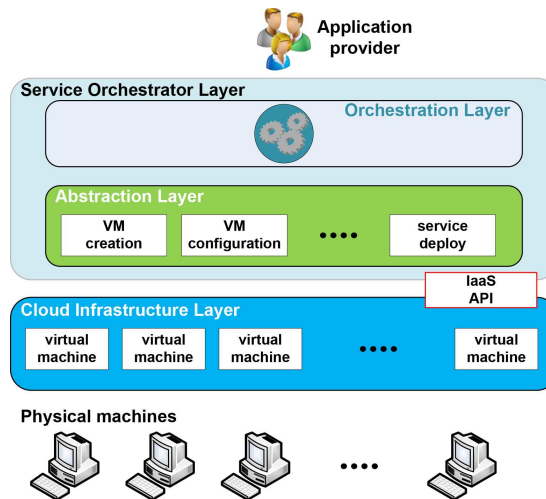 Application
provider
Service Orchestrator Layer
Orchestration Layer
Abstraction Layer
VM
creation
VM
configuration
service
deploy
IaaS
API
Cloud Infrastructure Layer
virtual
machine
virtual
machine
virtual
machine
virtual
machine
Physical machines